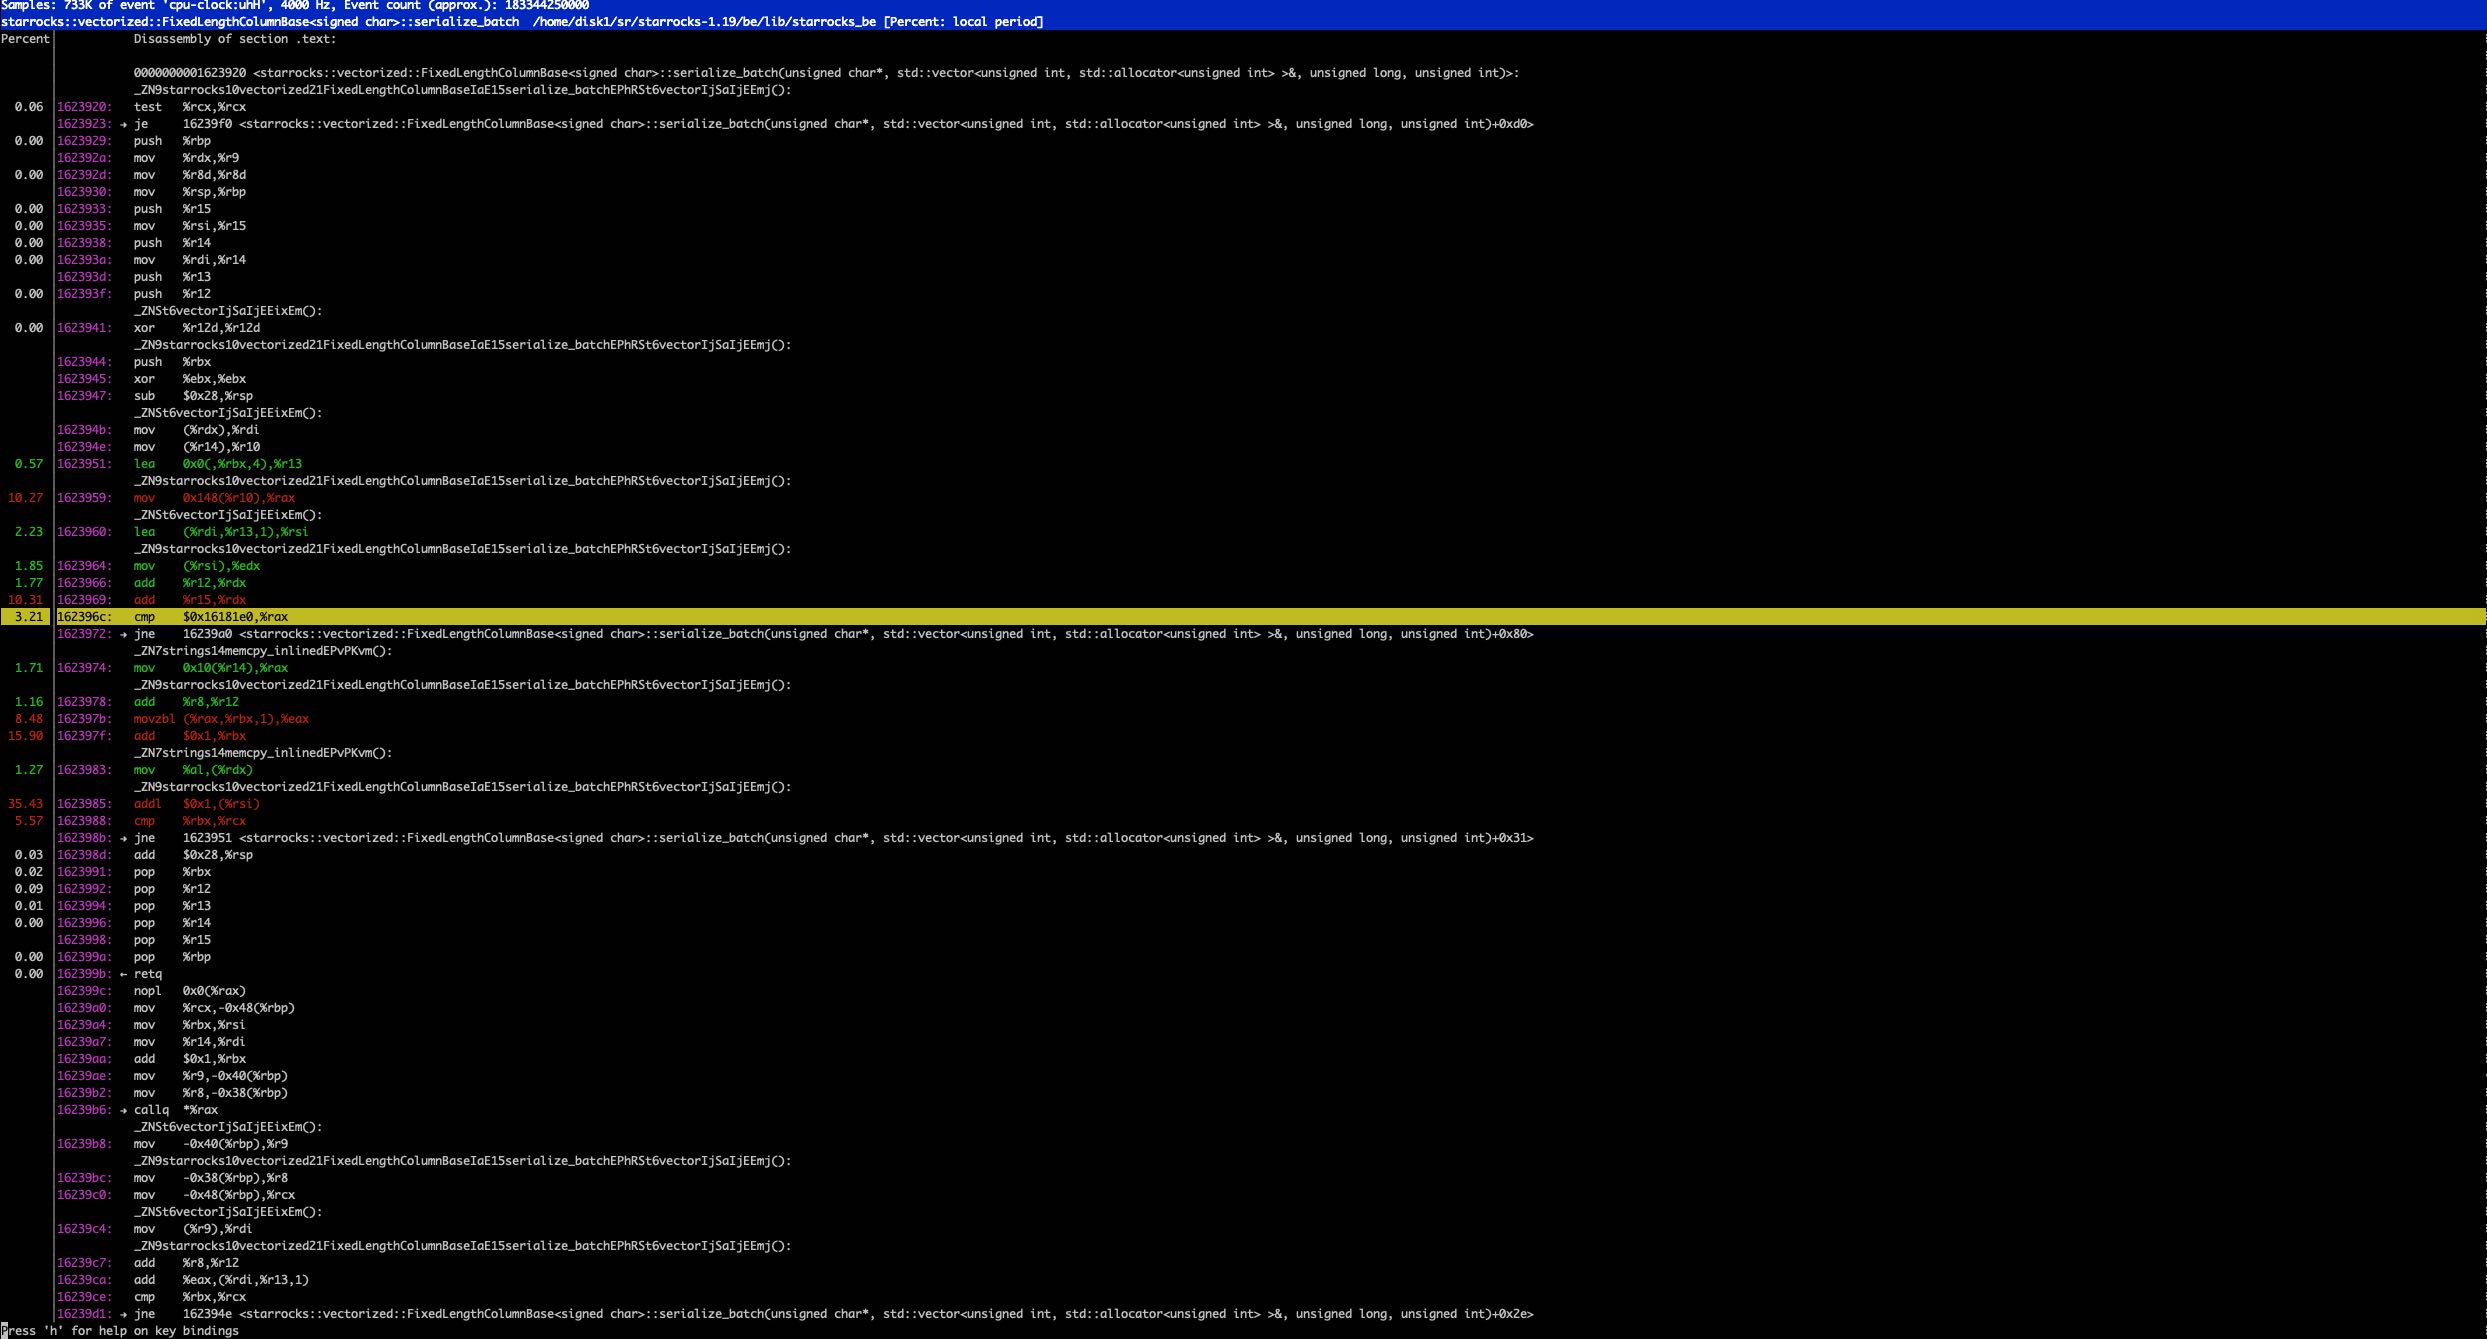 Samples: 733K of event 'cpu-clock:uhH', 4000 Hz, Event count (approx.): 183344250000
starrocks::vectorized::FixedLengthColumnBase<signed char>::serialize_batch  /home/disk1/sr/starrocks-1.19/be/lib/starrocks_be [Percent: local period]
Percent Disassembly of section .text:
0000000001623920 <starrocks::vectorized::FixedLengthColumnBase<signed char>::serialize_batch(unsigned char*, std::vector<unsigned int, std::allocator<unsigned int> >&, unsigned long, unsigned int)>:
_ZN9starrocks10vectorized21FixedLengthColumnBaseIaE15serialize_batchEPhRSt6vectorIjSaIjEEmj():
0.06 1623920: test %rcx,%rcx
1623923: → je 16239f0 <starrocks::vectorized::FixedLengthColumnBase<signed char>::serialize_batch(unsigned char*, std::vector<unsigned int, std::allocator<unsigned int> >&, unsigned long, unsigned int)+0xd0>
0.00 1623929: push %rbp
162392a: mov %rdx,%r9
0.00 162392d: mov %r8d,%r8d
1623930: mov %rsp,%rbp
0.00 1623933: push %r15
0.00 1623935: mov %rsi,%r15
0.00 1623938: push %r14
0.00 162393a: mov %rdi,%r14
162393d: push %r13
0.00 162393f: push %r12
_ZNSt6vectorIjSaIjEEixEm():
0.00 1623941: xor %r12d,%r12d
_ZN9starrocks10vectorized21FixedLengthColumnBaseIaE15serialize_batchEPhRSt6vectorIjSaIjEEmj():
1623944: push %rbx
1623945: xor %ebx,%ebx
1623947: sub $0x28,%rsp
_ZNSt6vectorIjSaIjEEixEm():
162394b: mov (%rdx),%rdi
162394e: mov (%r14),%r10
0.57 1623951: lea 0x0(,%rbx,4),%r13
_ZN9starrocks10vectorized21FixedLengthColumnBaseIaE15serialize_batchEPhRSt6vectorIjSaIjEEmj():
10.27 1623959: mov 0x148(%r10),%rax
_ZNSt6vectorIjSaIjEEixEm():
2.23 1623960: lea (%rdi,%r13,1),%rsi
_ZN9starrocks10vectorized21FixedLengthColumnBaseIaE15serialize_batchEPhRSt6vectorIjSaIjEEmj():
1.85 1623964: mov (%rsi),%edx
1.77 1623966: add %r12,%rdx
10.31 1623969: add %r15,%rdx
3.21 162396c: cmp $0x16181e0,%rax
1623972: → jne 16239a0 <starrocks::vectorized::FixedLengthColumnBase<signed char>::serialize_batch(unsigned char*, std::vector<unsigned int, std::allocator<unsigned int> >&, unsigned long, unsigned int)+0x80>
_ZN7strings14memcpy_inlinedEPvPKvm():
1.71 1623974: mov 0x10(%r14),%rax
_ZN9starrocks10vectorized21FixedLengthColumnBaseIaE15serialize_batchEPhRSt6vectorIjSaIjEEmj():
1.16 1623978: add %r8,%r12
8.48 162397b: movzbl (%rax,%rbx,1),%eax
15.90 162397f: add $0x1,%rbx
_ZN7strings14memcpy_inlinedEPvPKvm():
1.27 1623983: mov %al,(%rdx)
_ZN9starrocks10vectorized21FixedLengthColumnBaseIaE15serialize_batchEPhRSt6vectorIjSaIjEEmj():
35.43 1623985: addl $0x1,(%rsi)
5.57 1623988: cmp %rbx,%rcx
162398b: → jne 1623951 <starrocks::vectorized::FixedLengthColumnBase<signed char>::serialize_batch(unsigned char*, std::vector<unsigned int, std::allocator<unsigned int> >&, unsigned long, unsigned int)+0x31>
0.03 162398d: add $0x28,%rsp
0.02 1623991: pop %rbx
0.09 1623992: pop %r12
0.01 1623994: pop %r13
0.00 1623996: pop %r14
1623998: pop %r15
0.00 162399a: pop %rbp
0.00 162399b: ← retq
162399c: nopl 0x0(%rax)
16239a0: mov %rcx,-0x48(%rbp)
16239a4: mov %rbx,%rsi
16239a7: mov %r14,%rdi
16239aa: add $0x1,%rbx
16239ae: mov %r9,-0x40(%rbp)
16239b2: mov %r8,-0x38(%rbp)
16239b6: → callq *%rax
_ZNSt6vectorIjSaIjEEixEm():
16239b8: mov -0x40(%rbp),%r9
_ZN9starrocks10vectorized21FixedLengthColumnBaseIaE15serialize_batchEPhRSt6vectorIjSaIjEEmj():
16239bc: mov -0x38(%rbp),%r8
16239c0: mov -0x48(%rbp),%rcx
_ZNSt6vectorIjSaIjEEixEm():
16239c4: mov (%r9),%rdi
_ZN9starrocks10vectorized21FixedLengthColumnBaseIaE15serialize_batchEPhRSt6vectorIjSaIjEEmj():
16239c7: add %r8,%r12
16239ca: add %eax,(%rdi,%r13,1)
16239ce: cmp %rbx,%rcx
16239d1: → jne 162394e <starrocks::vectorized::FixedLengthColumnBase<signed char>::serialize_batch(unsigned char*, std::vector<unsigned int, std::allocator<unsigned int> >&, unsigned long, unsigned int)+0x2e>
Press 'h' for help on key bindings